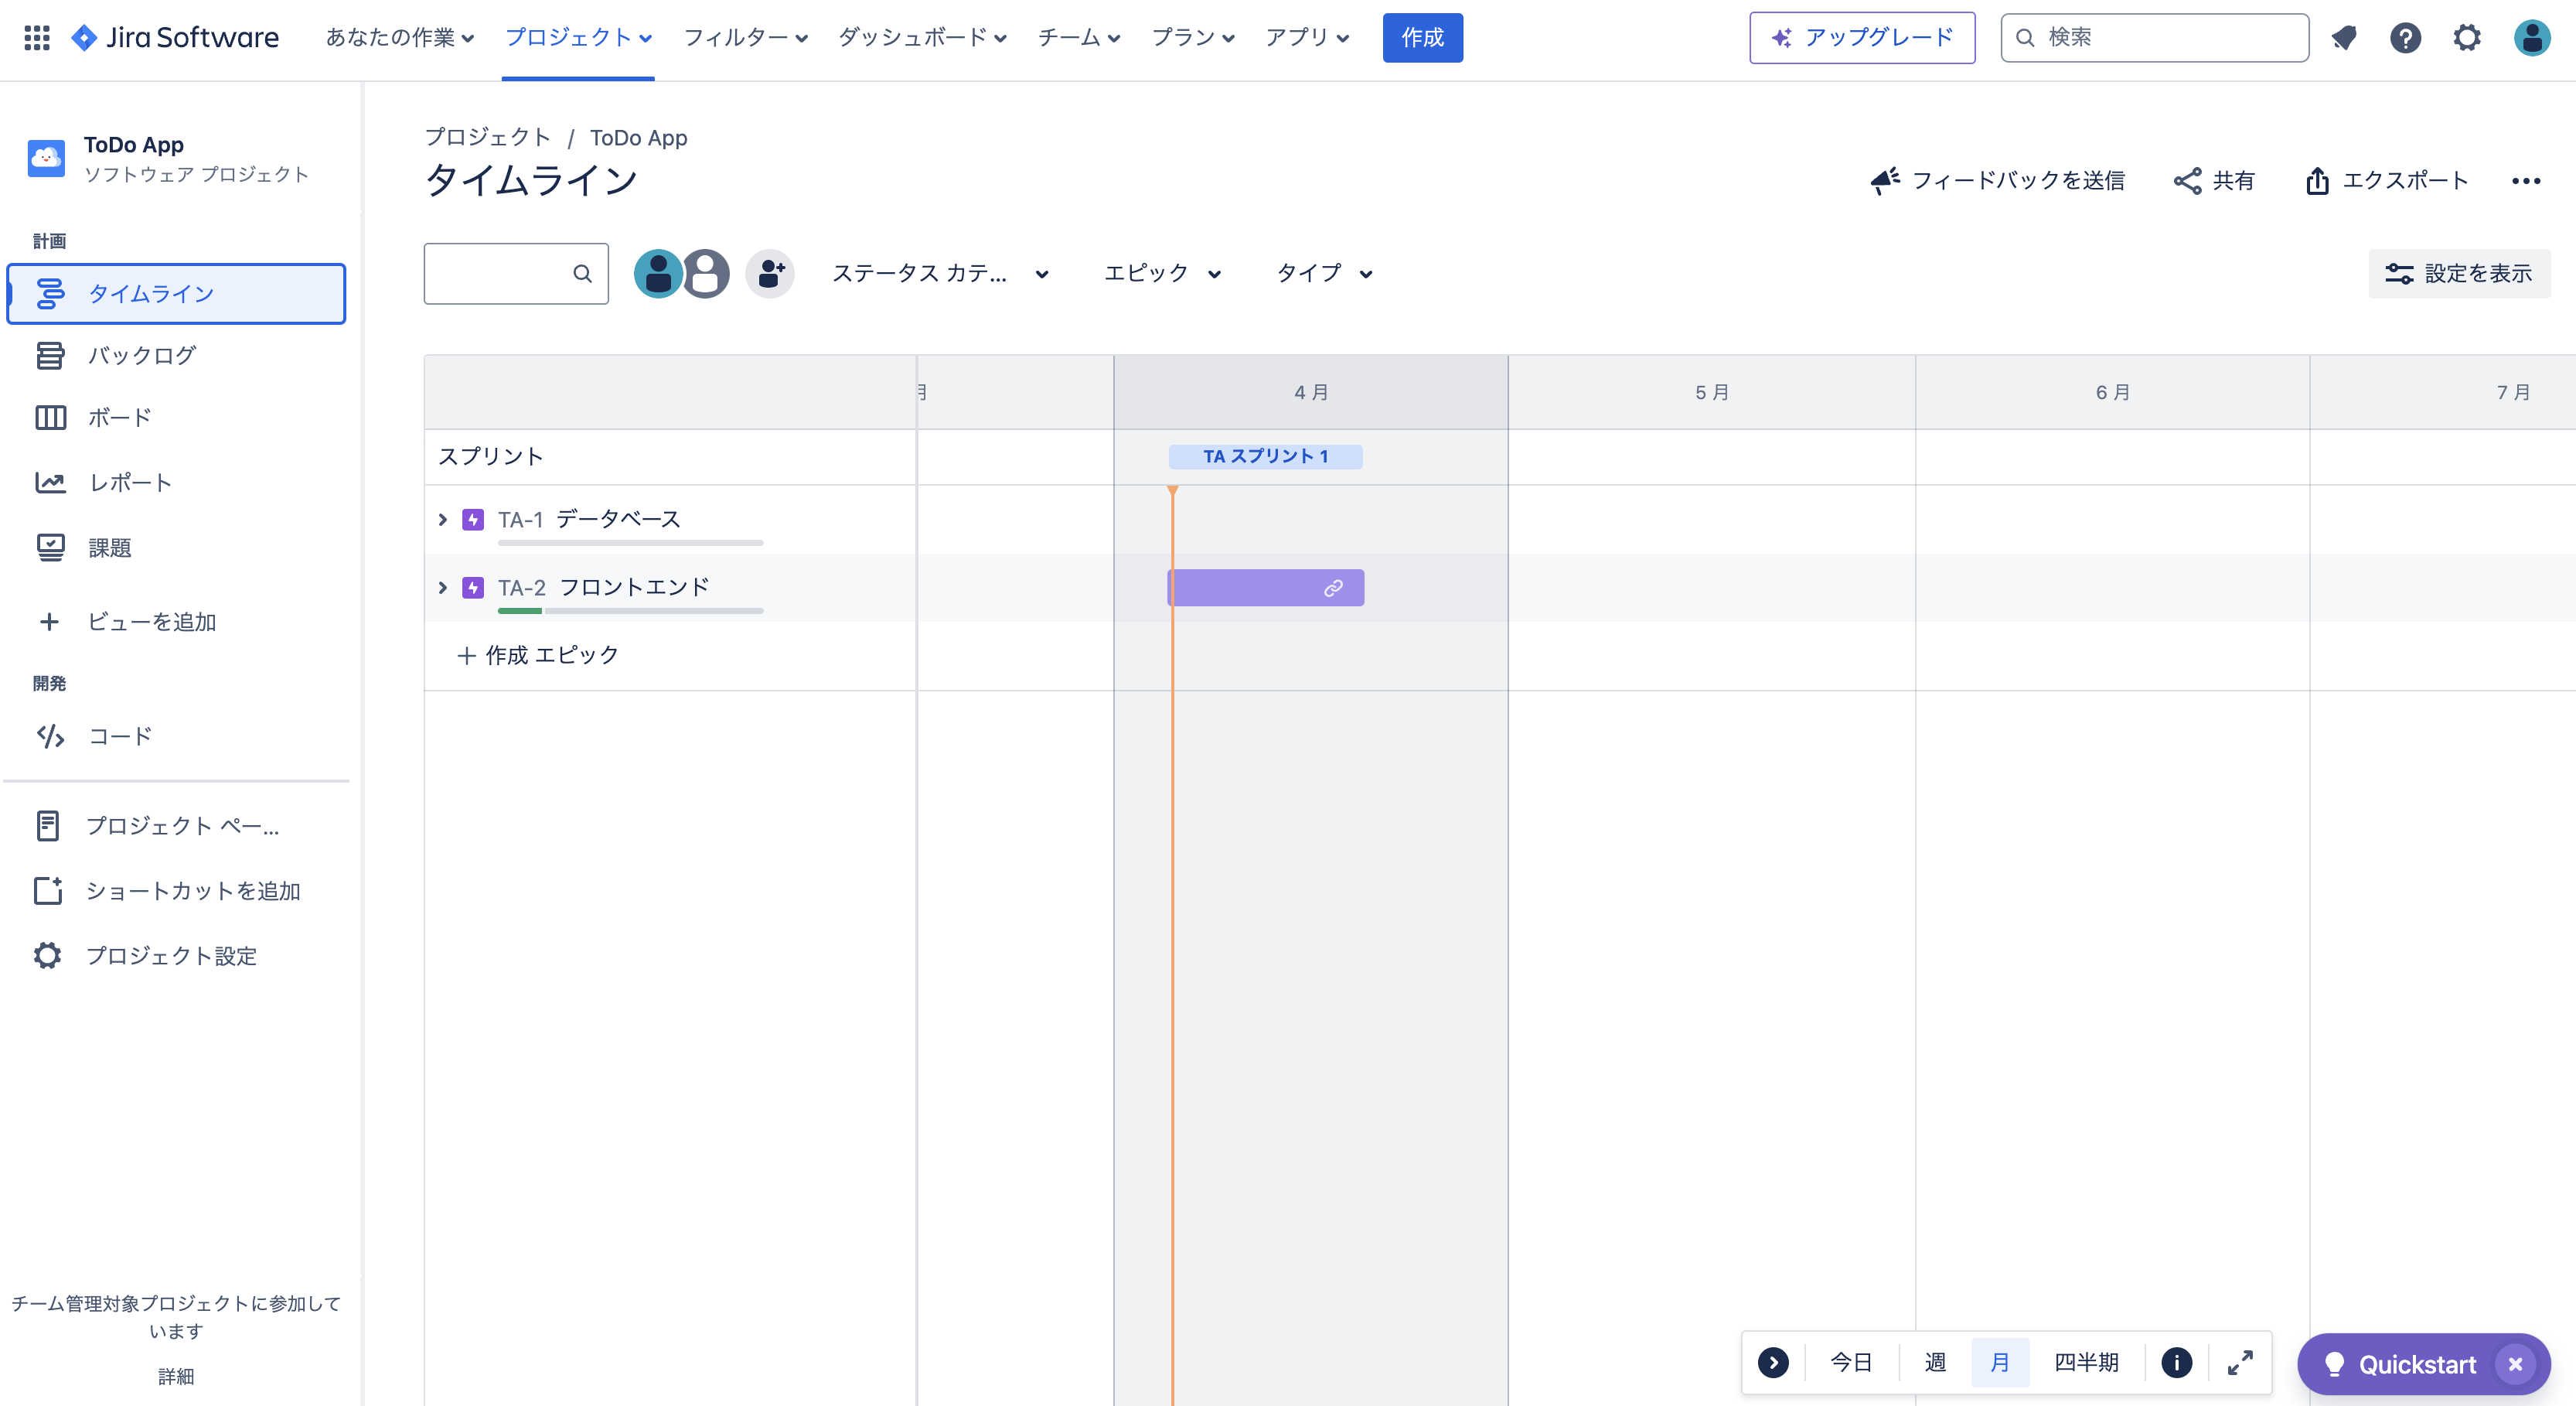 Jira Software
あなたの作業
プロジェクト
フィルター
ダッシュボード
チーム
プラン
アプリ
作成
アップグレード
検索
ToDo App
ソフトウェア プロジェクト
計画
タイムライン
バックログ
ボード
レポート
課題
ビューを追加
開発
コード
プロジェクト ペー...
ショートカットを追加
プロジェクト設定
チーム管理対象プロジェクトに参加して
います
詳細
プロジェクト / ToDo App
タイムライン
フィードバックを送信
共有
エクスポート
ステータス カテ...
エピック
タイプ
設定を表示
月
4 月
5 月
6 月
7 月
スプリント
TA スプリント 1
TA-1 データベース
TA-2 フロントエンド
作成 エピック
今日
週
月
四半期
Quickstart